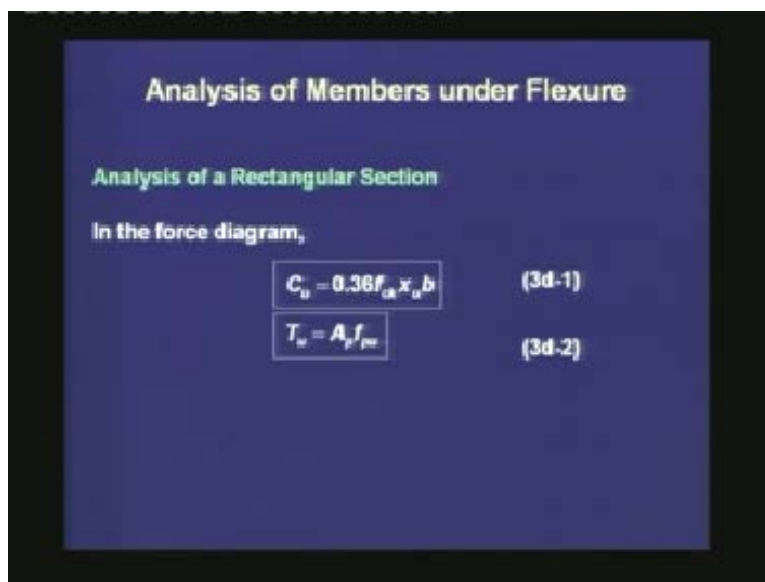 Analysis of Members under Flexure
Analysis of a Rectangular Section
In the force diagram,
C_u = 0.36f_ck x_u b (3d-1)
T_u = A_p f_pu (3d-2)